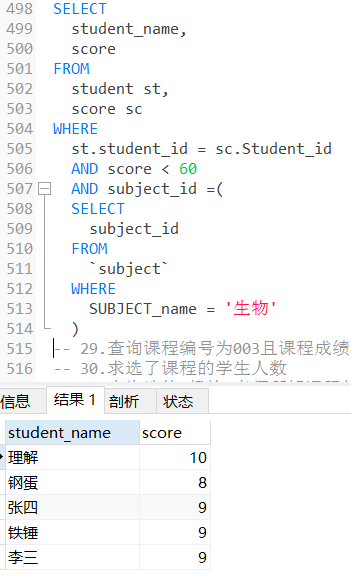 498 SELECT
499 student_name,
500 score
501 FROM
502 student st,
503 score sc
504 WHERE
505 st.student_id = sc.Student_id
506 AND score < 60
507 AND subject_id =(
508 SELECT
509 subject_id
510 FROM
511 `subject`
512 WHERE
513 SUBJECT_name = '生物'
514 )
515 -- 29.查询课程编号为003且课程成绩
516 -- 30.求选了课程的学生人数
信息 结果 1 剖析 状态
student_name score
理解 10
钢蛋 8
张四 9
铁锤 9
李三 9